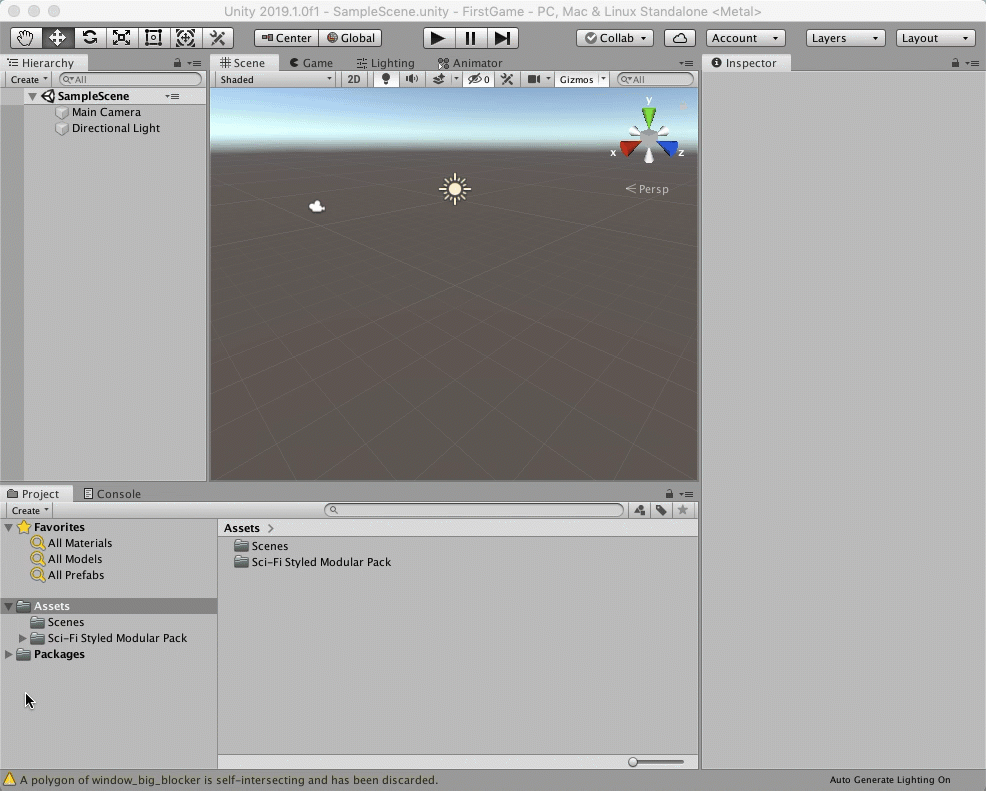 Unity 2019.1.0f1 - SampleScene.unity - FirstGame - PC, Mac & Linux Standalone <Metal>
Center Global Collab Account Layers Layout
Hierarchy
Create All
SampleScene
Main Camera
Directional Light
Scene Game Lighting Animator
Shaded 2D 0 Gizmos All
y
x z
Persp
Inspector
Project Console
Create
Favorites
All Materials
All Models
All Prefabs
Assets
Scenes
Sci-Fi Styled Modular Pack
Packages
Assets
Scenes
Sci-Fi Styled Modular Pack
A polygon of window_big_blocker is self-intersecting and has been discarded.
Auto Generate Lighting On